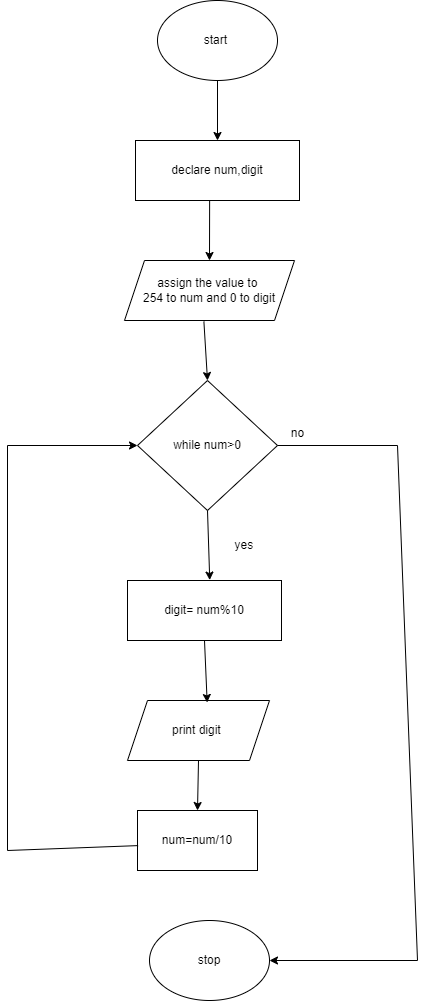 start
declare num,digit
assign the value to
254 to num and 0 to digit
while num>0
no
yes
digit= num%10
print digit
num=num/10
stop